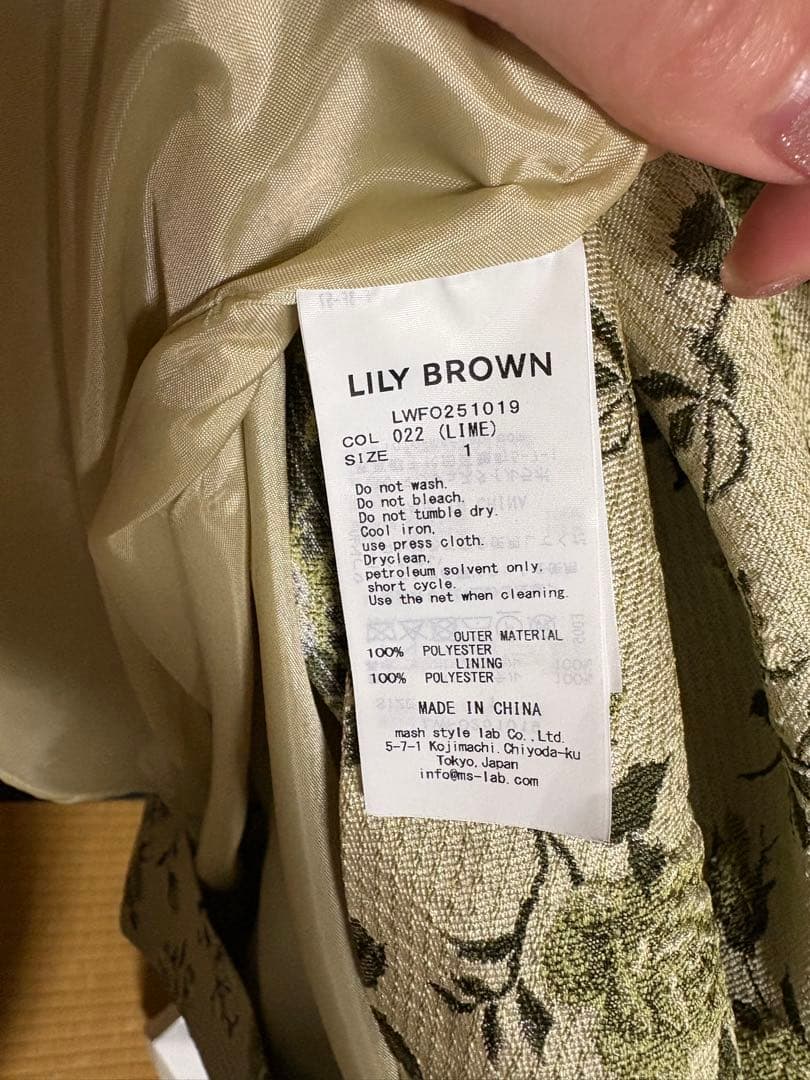 LILY BROWN
LWFO251019
COL 022 (LIME)
SIZE 1
Do not wash.
Do not bleach.
Do not tumble dry.
Cool iron,
use press cloth.
Dryclean,
petroleum solvent only.
short cycle.
Use the net when cleaning.
OUTER MATERIAL
100% POLYESTER
LINING
100% POLYESTER
MADE IN CHINA
mash style lab Co.,Ltd.
5-7-1 Kojimachi.Chiyoda-ku
Tokyo,Japan
info@ms-lab.com